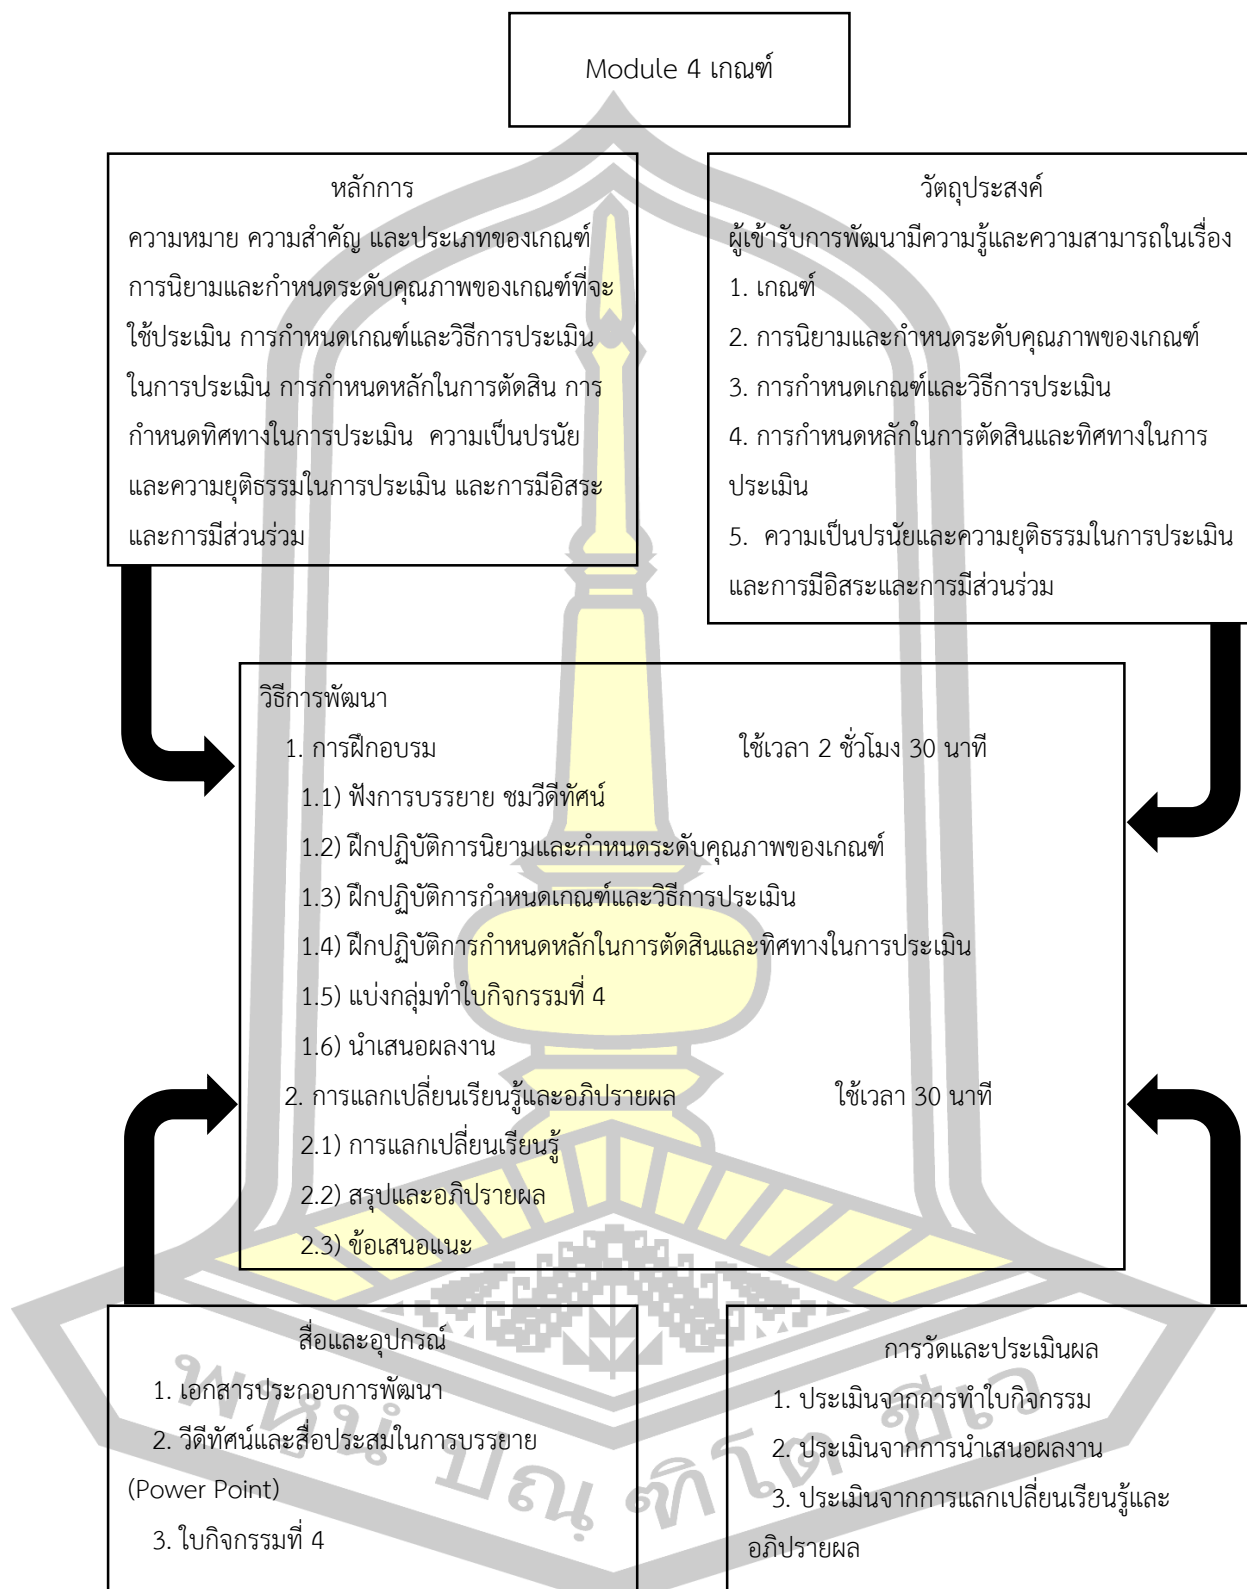 Module 4 เกณฑ์
หลักการ
ความหมาย ความสำคัญ และประเภทของเกณฑ์
การนิยามและกำหนดระดับคุณภาพของเกณฑ์ที่จะ
ใช้ประเมิน การกำหนดเกณฑ์และวิธีการประเมิน
ในการประเมิน การกำหนดหลักในการตัดสิน การ
กำหนดทิศทางในการประเมิน ความเป็นปรนัย
และความยุติธรรมในการประเมิน และการมีอิสระ
และการมีส่วนร่วม
วัตถุประสงค์
ผู้เข้ารับการพัฒนามีความรู้และความสามารถในเรื่อง
1. เกณฑ์
2. การนิยามและกำหนดระดับคุณภาพของเกณฑ์
3. การกำหนดเกณฑ์และวิธีการประเมิน
4. การกำหนดหลักในการตัดสินและทิศทางในการ
ประเมิน
5. ความเป็นปรนัยและความยุติธรรมในการประเมิน
และการมีอิสระและการมีส่วนร่วม
วิธีการพัฒนา
1. การฝึกอบรม ใช้เวลา 2 ชั่วโมง 30 นาที
1.1) ฟังการบรรยาย ชมวีดีทัศน์
1.2) ฝึกปฏิบัติการนิยามและกำหนดระดับคุณภาพของเกณฑ์
1.3) ฝึกปฏิบัติการกำหนดเกณฑ์และวิธีการประเมิน
1.4) ฝึกปฏิบัติการกำหนดหลักในการตัดสินและทิศทางในการประเมิน
1.5) แบ่งกลุ่มทำใบกิจกรรมที่ 4
1.6) นำเสนอผลงาน
2. การแลกเปลี่ยนเรียนรู้และอภิปรายผล ใช้เวลา 30 นาที
2.1) การแลกเปลี่ยนเรียนรู้
2.2) สรุปและอภิปรายผล
2.3) ข้อเสนอแนะ
สื่อและอุปกรณ์
1. เอกสารประกอบการพัฒนา
2. วีดีทัศน์และสื่อประสมในการบรรยาย
(Power Point)
3. ใบกิจกรรมที่ 4
การวัดและประเมินผล
1. ประเมินจากการทำใบกิจกรรม
2. ประเมินจากการนำเสนอผลงาน
3. ประเมินจากการแลกเปลี่ยนเรียนรู้และ
อภิปรายผล
พหูนํ ปณฺฑิโต ชีเว